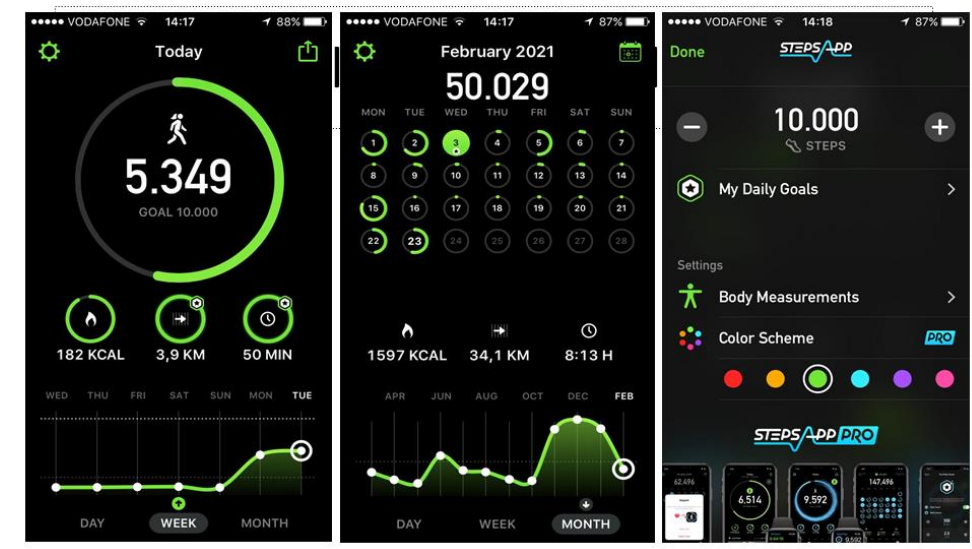 VODAFONE 14:17 88%
Today
5.349
GOAL 10.000
182 KCAL 3,9 KM 50 MIN
WED THU FRI SAT SUN MON TUE
DAY WEEK MONTH
VODAFONE 14:17 87%
February 2021
50.029
MON TUE WED THU FRI SAT SUN
1 2 3 4 5 6 7
8 9 10 11 12 13 14
15 16 17 18 19 20 21
22 23 24 25 26 27 28
1597 KCAL 34,1 KM 8:13 H
APR JUN AUG OCT DEC FEB
DAY WEEK MONTH
VODAFONE 14:18 87%
Done STEPSAPP
10.000
STEPS
My Daily Goals
Settings
Body Measurements
Color Scheme PRO
STEPSAPP PRO
62,496 6,514 9,592 147,496
9,592